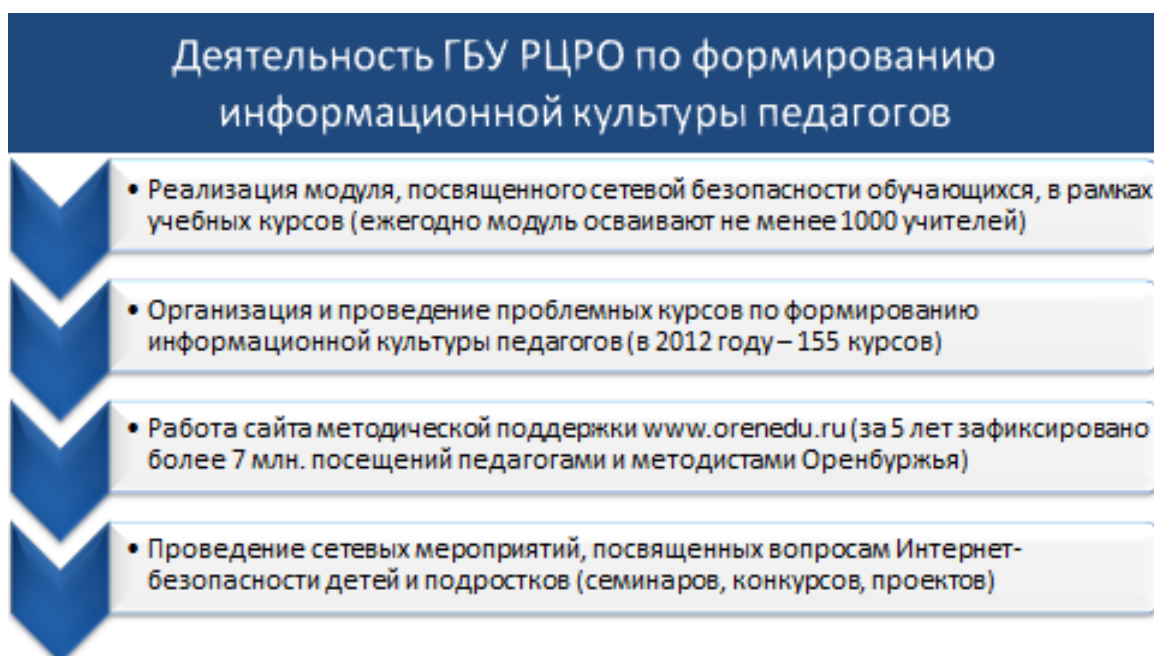 Деятельность ГБУ РЦРО по формированию
информационной культуры педагогов
• Реализация модуля, посвященного сетевой безопасности обучающихся, в рамках
учебных курсов (ежегодно модуль осваивают не менее 1000 учителей)
• Организация и проведение проблемных курсов по формированию
информационной культуры педагогов (в 2012 году – 155 курсов)
• Работа сайта методической поддержки www.orenedu.ru (за 5 лет зафиксировано
более 7 млн. посещений педагогами и методистами Оренбуржья)
• Проведение сетевых мероприятий, посвященных вопросам Интернет-
безопасности детей и подростков (семинаров, конкурсов, проектов)